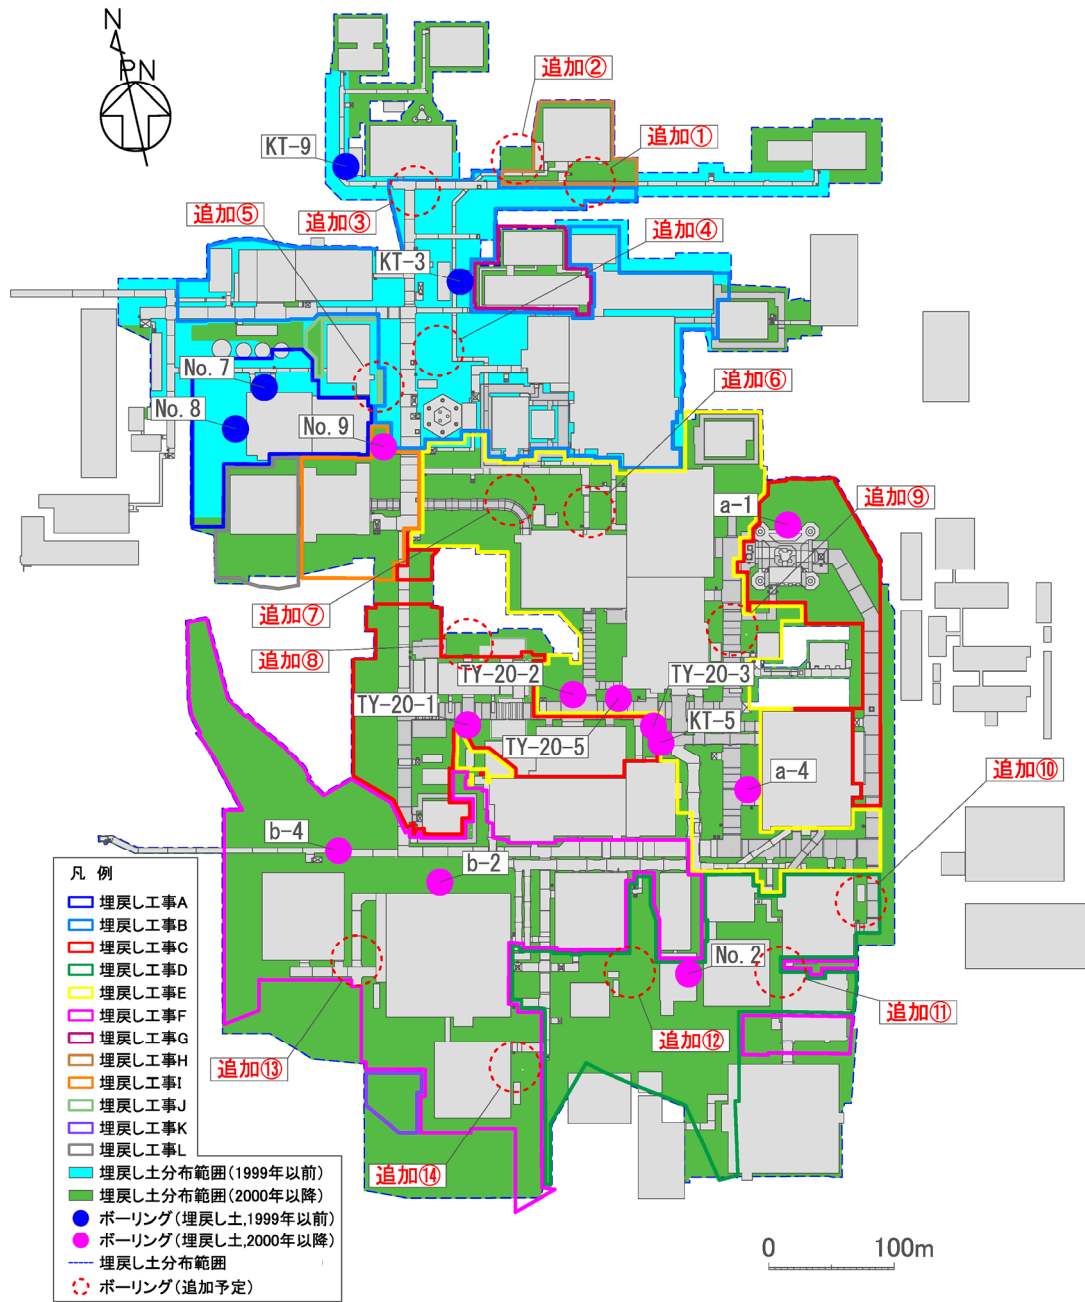 N
PN
追加②
追加①
KT-9
追加⑤
追加③
追加④
KT-3
No. 7
追加⑥
No. 8
No. 9
追加⑨
a-1
追加⑦
追加⑧
TY-20-2
TY-20-3
TY-20-1
KT-5
TY-20-5
a-4
追加⑩
b-4
b-2
No. 2
追加⑪
追加⑫
追加⑬
追加⑭
凡 例
埋戻し工事A
埋戻し工事B
埋戻し工事C
埋戻し工事D
埋戻し工事E
埋戻し工事F
埋戻し工事G
埋戻し工事H
埋戻し工事I
埋戻し工事J
埋戻し工事K
埋戻し工事L
埋戻し土分布範囲(1999年以前)
埋戻し土分布範囲(2000年以降)
ボーリング(埋戻し土,1999年以前)
ボーリング(埋戻し土,2000年以降)
埋戻し土分布範囲
ボーリング(追加予定)
0 100m